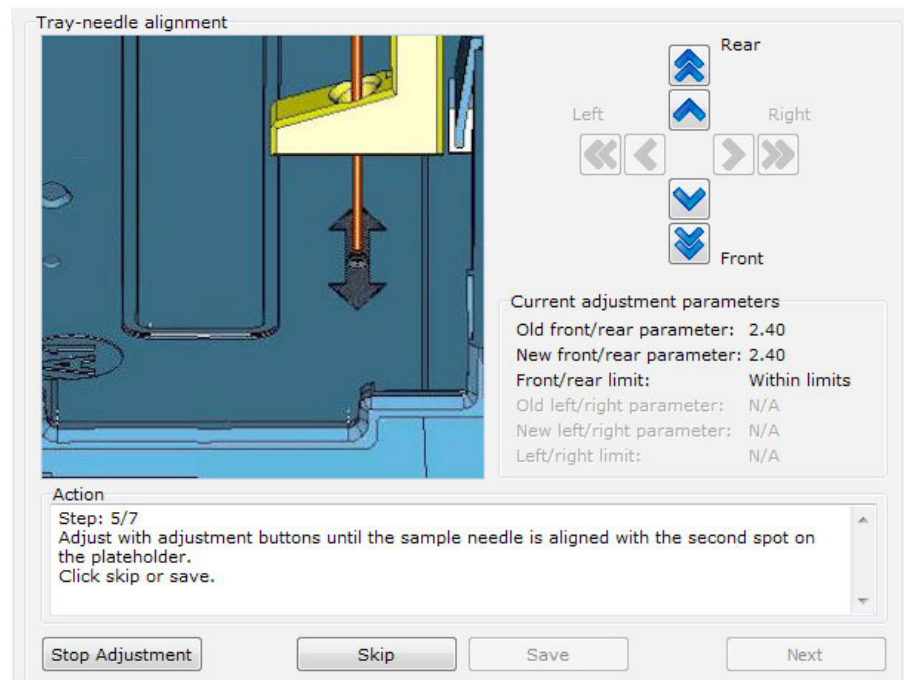 Tray-needle alignment
Rear
Left
Right
Front
Current adjustment parameters
Old front/rear parameter: 2.40
New front/rear parameter: 2.40
Front/rear limit: Within limits
Old left/right parameter: N/A
New left/right parameter: N/A
Left/right limit: N/A
Action
Step: 5/7
Adjust with adjustment buttons until the sample needle is aligned with the second spot on
the plateholder.
Click skip or save.
Stop Adjustment
Skip
Save
Next